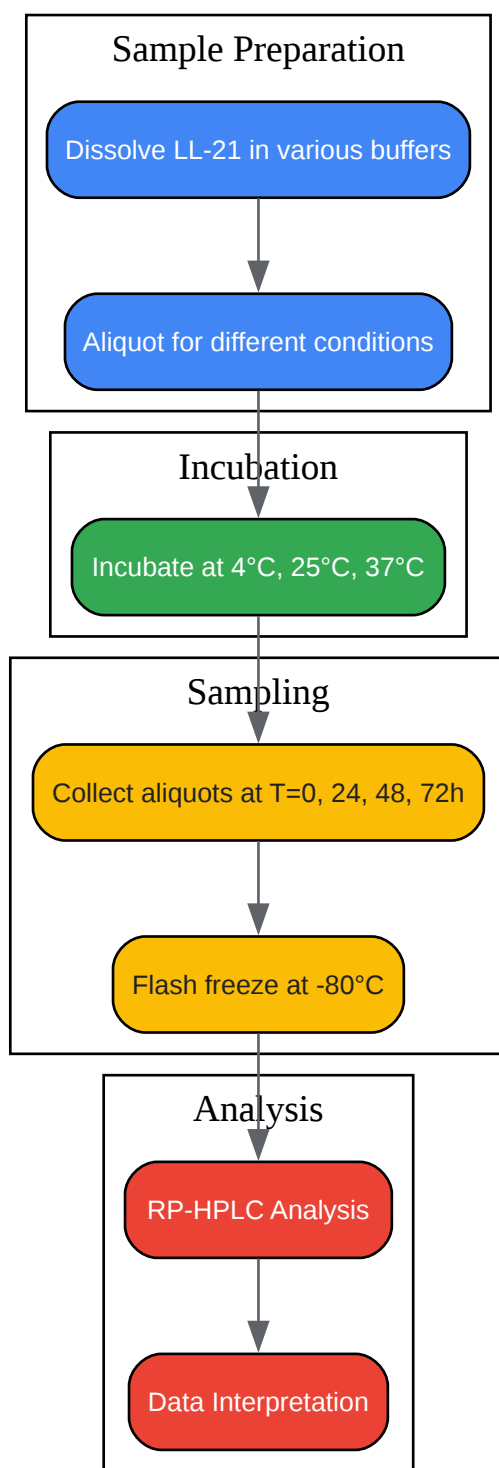 Sample Preparation
Dissolve LL-21 in various buffers
Aliquot for different conditions
Incubation
Incubate at 4°C, 25°C, 37°C
Sampling
Collect aliquots at T=0, 24, 48, 72h
Flash freeze at -80°C
Analysis
RP-HPLC Analysis
Data Interpretation